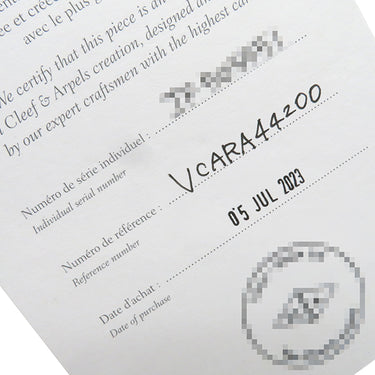 e et créée
avec le plus g
We certify that this piece is an
Cleef & Arpels creation, designed and
by our expert craftsmen with the highest ca
Numéro de série individuel :
Individual serial number
Numéro de référence : VCARA44200
Reference number
Date d'achat : 05 JUL 2023
Date of purchase